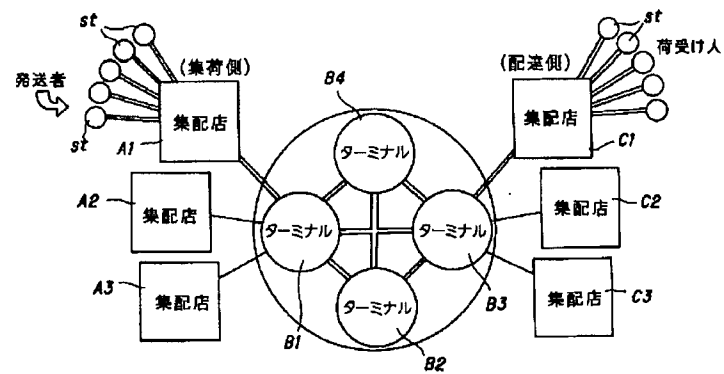 st
st
(集荷側)
(配達側)
荷受け人
発送者
B4
集配店
集配店
st
A1
ターミナル
C1
A2
集配店
集配店
C2
ターミナル
ターミナル
A3
集配店
ターミナル
B3
集配店
C3
B1
B2